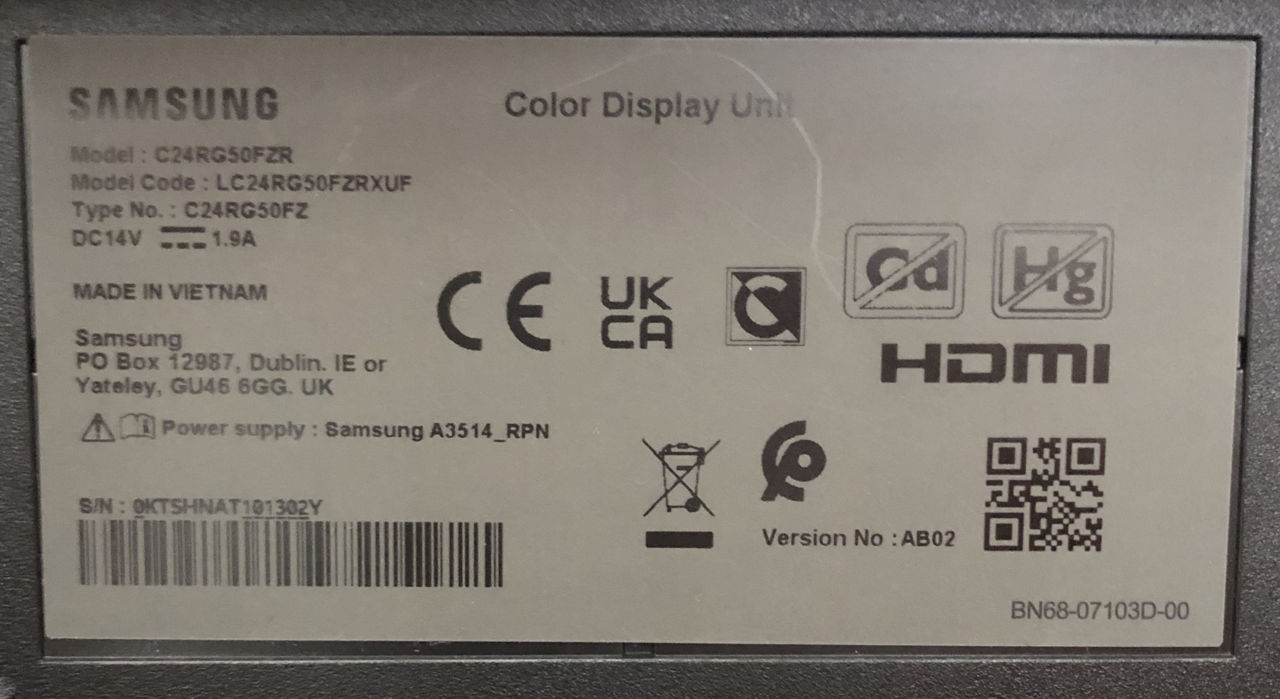 SAMSUNG
Color Display Unit
Model : C24RG50FZR
Model Code : LC24RG50FZRXUF
Type No. : C24RG50FZ
DC14V 1.9A
MADE IN VIETNAM
Samsung
PO Box 12987, Dublin. IE or
Yateley, GU46 6GG. UK
Power supply : Samsung A3514_RPN
S/N : 0KTSHNAT101302Y
CE
UK
CA
C
Cd
Hg
HDMI
Version No : AB02
BN68-07103D-00